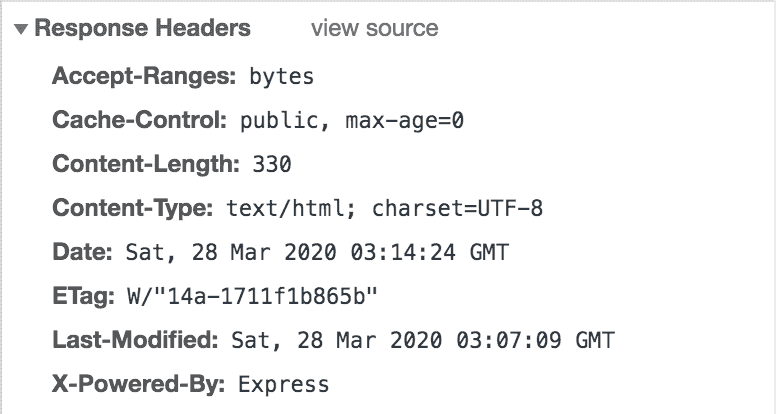 Response Headers view source
Accept-Ranges: bytes
Cache-Control: public, max-age=0
Content-Length: 330
Content-Type: text/html; charset=UTF-8
Date: Sat, 28 Mar 2020 03:14:24 GMT
ETag: W/"14a-1711f1b865b"
Last-Modified: Sat, 28 Mar 2020 03:07:09 GMT
X-Powered-By: Express